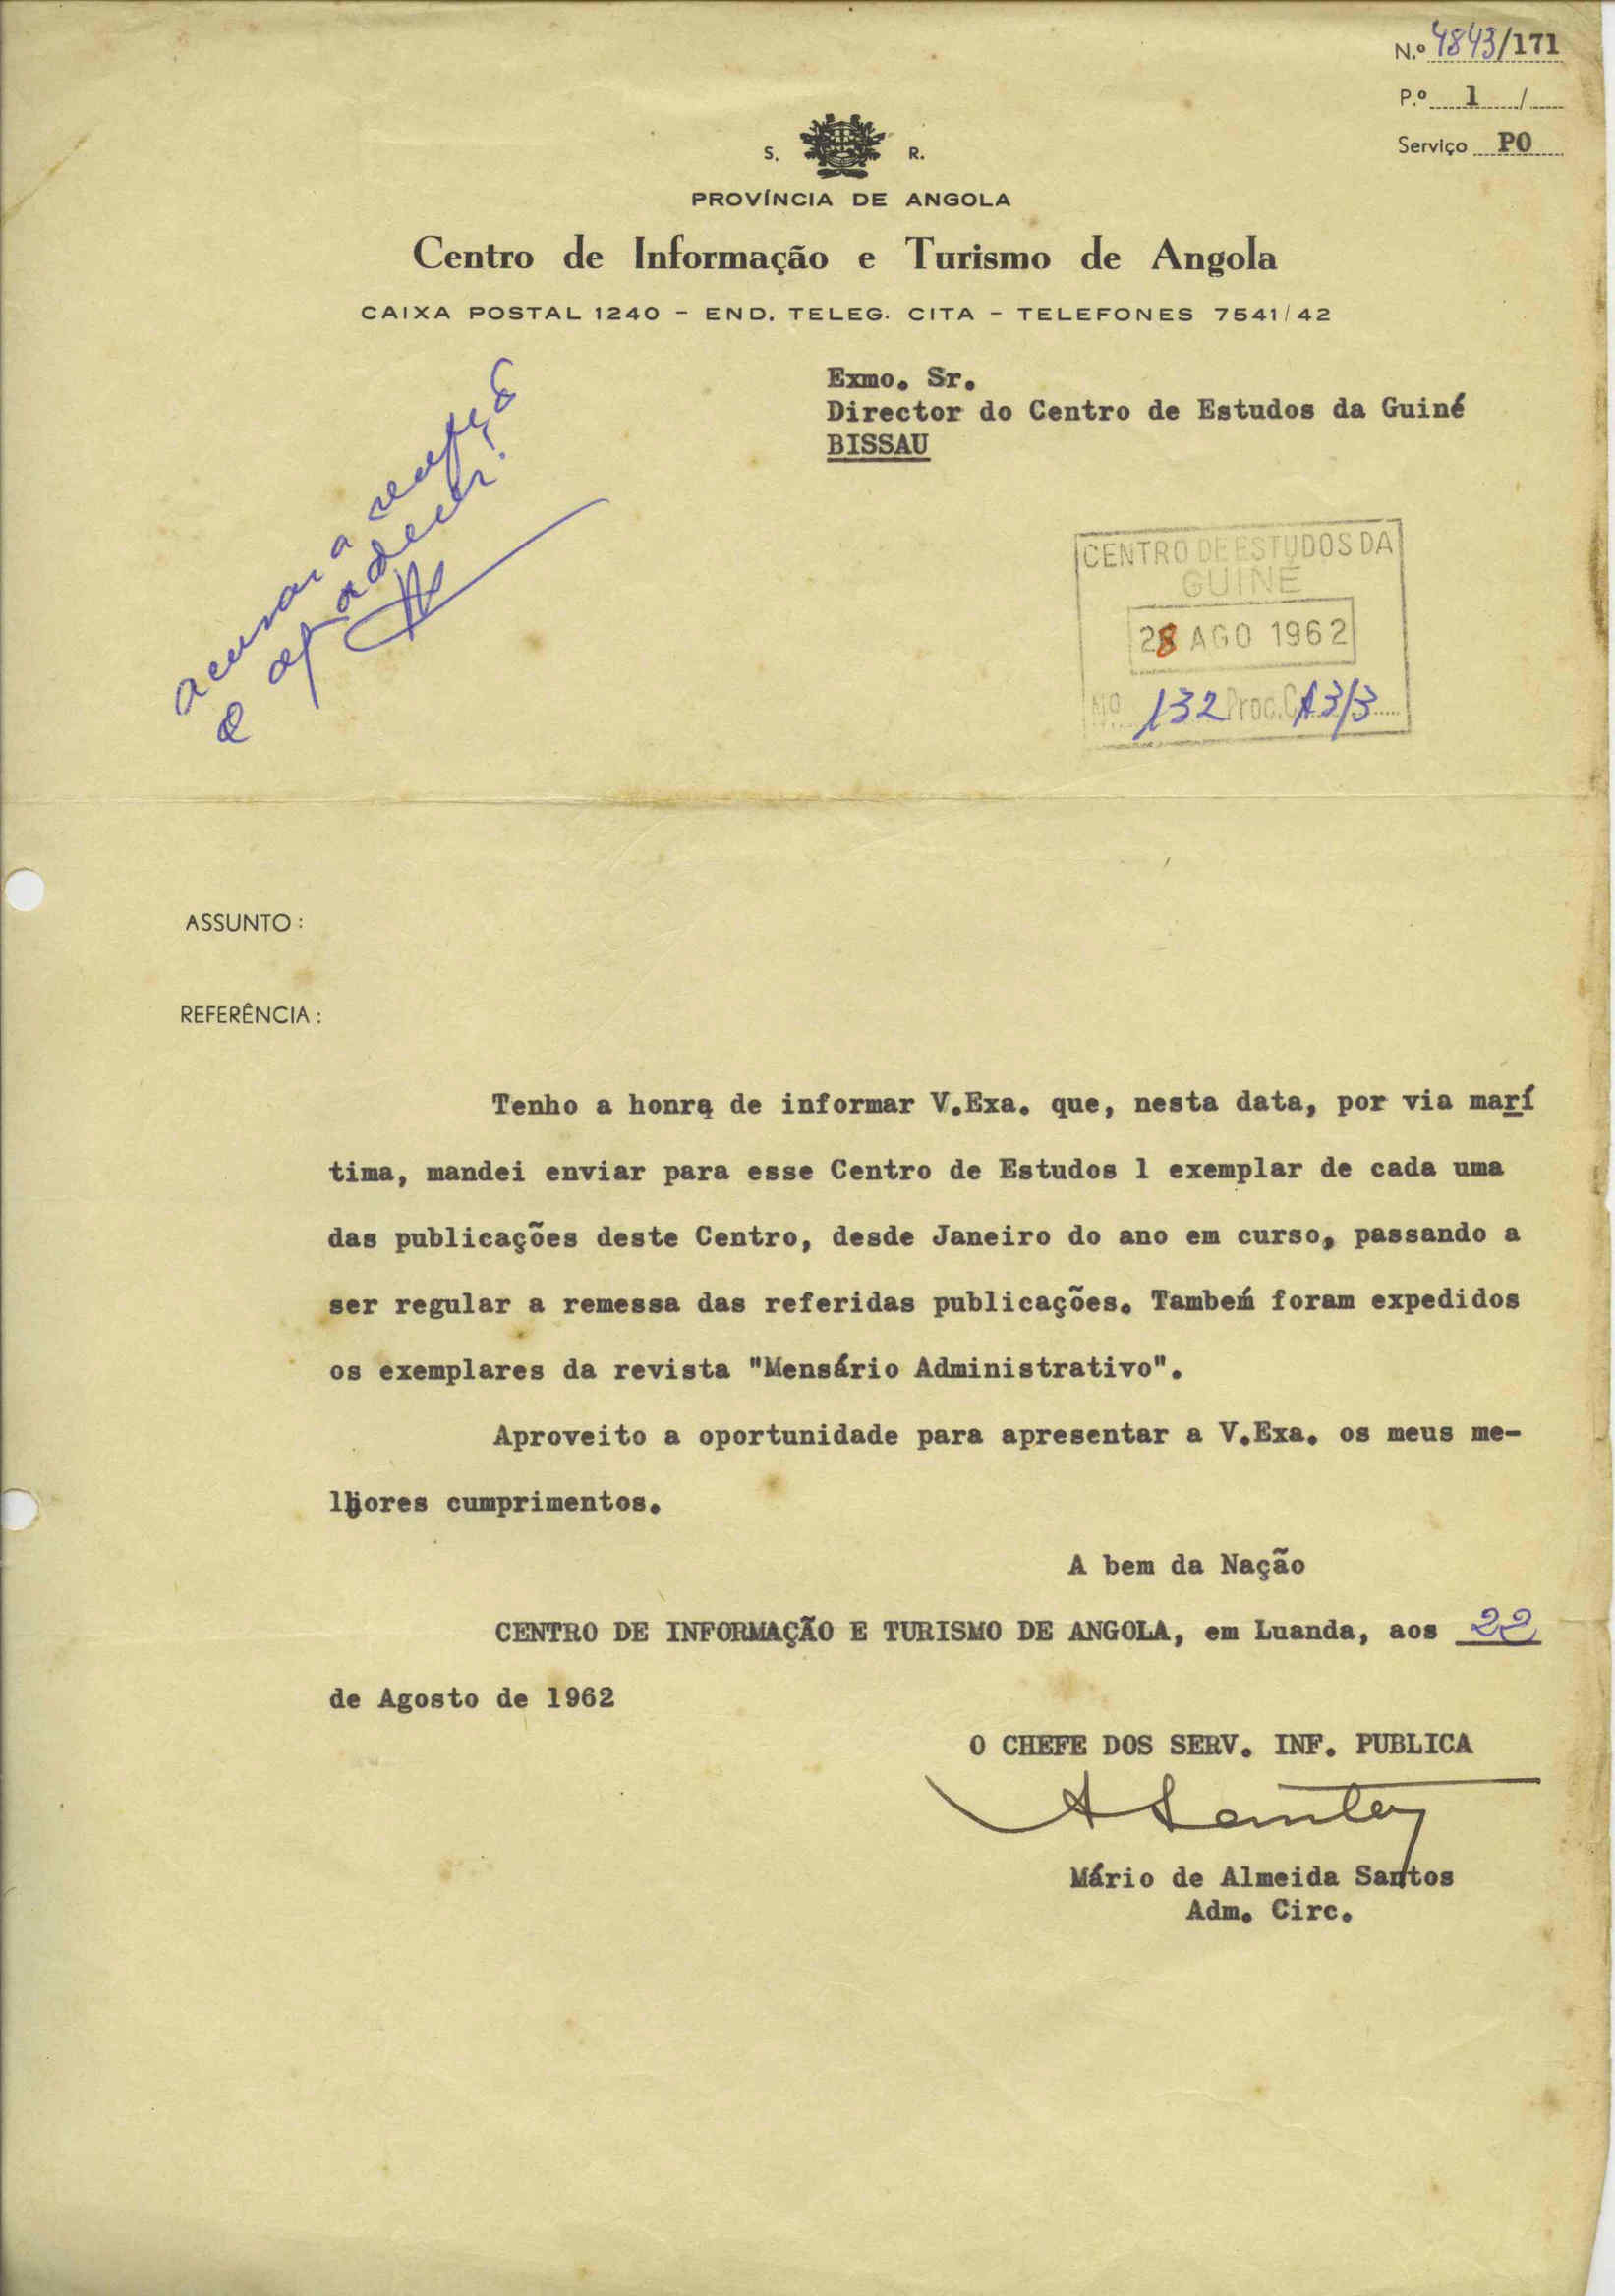 N.º 4843/171
P.º 1 /
Serviço PO
S. R.
PROVÍNCIA DE ANGOLA
Centro de Informação e Turismo de Angola
CAIXA POSTAL 1240 - END. TELEG. CITA - TELEFONES 7541/42
Exmo. Sr.
Director do Centro de Estudos da Guiné
BISSAU
acusar a recepção
e agradecer.
CENTRO DE ESTUDOS DA
GUINÉ
28 AGO 1962
Nº 132 Proc. C A3/3
ASSUNTO:
REFERÊNCIA:
Tenho a honra de informar V.Exa. que, nesta data, por via marí
tima, mandei enviar para esse Centro de Estudos 1 exemplar de cada uma
das publicações deste Centro, desde Janeiro do ano em curso, passando a
ser regular a remessa das referidas publicações. Tambeḿ foram expedidos
os exemplares da revista "Mensário Administrativo".
Aproveito a oportunidade para apresentar a V.Exa. os meus me-
lhores cumprimentos.
A bem da Nação
CENTRO DE INFORMAÇÃO E TURISMO DE ANGOLA, em Luanda, aos 22
de Agosto de 1962
O CHEFE DOS SERV. INF. PUBLICA
Mário de Almeida Santos
Adm. Circ.